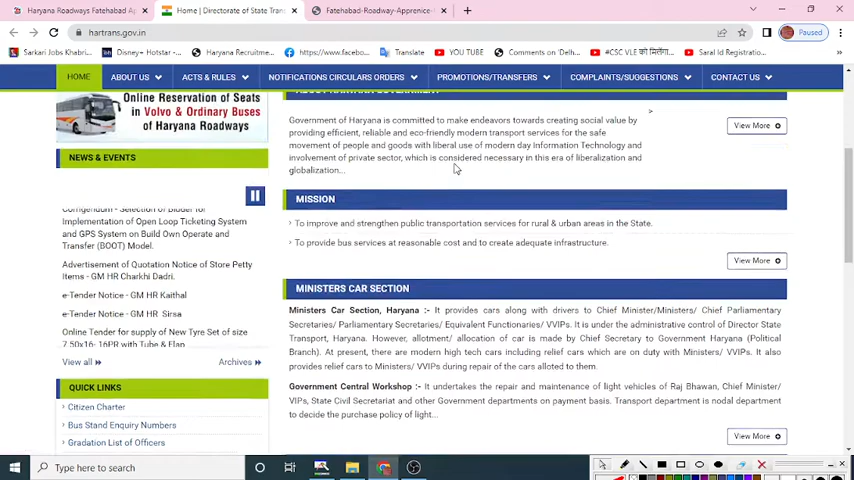 Haryana Roadways Fatehabad Ap
Home | Directorate of State Tran
Fatehabad-Roadway-Apprenice-
hartrans.gov.in
Paused
Sarkari Jobs Khabri...
Disney+ Hotstar -...
Haryana Recruitme...
https://www.facebo...
Translate
YOU TUBE
Comments on 'Delh...
#CSC VLE को मिलेगा...
Saral Id Registratio...
HOME
ABOUT US
ACTS & RULES
NOTIFICATIONS CIRCULARS ORDERS
PROMOTIONS/TRANSFERS
COMPLAINTS/SUGGESTIONS
CONTACT US
Online Reservation of Seats
in Volvo & Ordinary Buses
of Haryana Roadways
NEWS & EVENTS
Corrigendum - Selection of Bidder for
Implementation of Open Loop Ticketing System
and GPS System on Build Own Operate and
Transfer (BOOT) Model.
Advertisement of Quotation Notice of Store Petty
Items - GM HR Charkhi Dadri.
e-Tender Notice - GM HR Kaithal
e-Tender Notice - GM HR Sirsa
Online Tender for supply of New Tyre Set of size
7.50x16- 16PR with Tube & Flap
View all
Archives
QUICK LINKS
Citizen Charter
Bus Stand Enquiry Numbers
Gradation List of Officers
Government of Haryana is committed to make endeavors towards creating social value by
providing efficient, reliable and eco-friendly modern transport services for the safe
movement of people and goods with liberal use of modern day Information Technology and
involvement of private sector, which is considered necessary in this era of liberalization and
globalization...
>
View More
MISSION
To improve and strengthen public transportation services for rural & urban areas in the State.
To provide bus services at reasonable cost and to create adequate infrastructure.
View More
MINISTERS CAR SECTION
Ministers Car Section, Haryana :- It provides cars along with drivers to Chief Minister/Ministers/ Chief Parliamentary
Secretaries/ Parliamentary Secretaries/ Equivalent Functionaries/ VVIPs. It is under the administrative control of Director State
Transport, Haryana. However, allotment/ allocation of car is made by Chief Secretary to Government Haryana (Political
Branch). At present, there are modern high tech cars including relief cars which are on duty with Ministers/ VVIPs. It also
provides relief cars to Ministers/ VVIPs during repair of the cars alloted to them.
Government Central Workshop :- It undertakes the repair and maintenance of light vehicles of Raj Bhawan, Chief Minister/
VIPs, State Civil Secretariat and other Government departments on payment basis. Transport department is nodal department
to decide the purchase policy of light...
View More
Type here to search